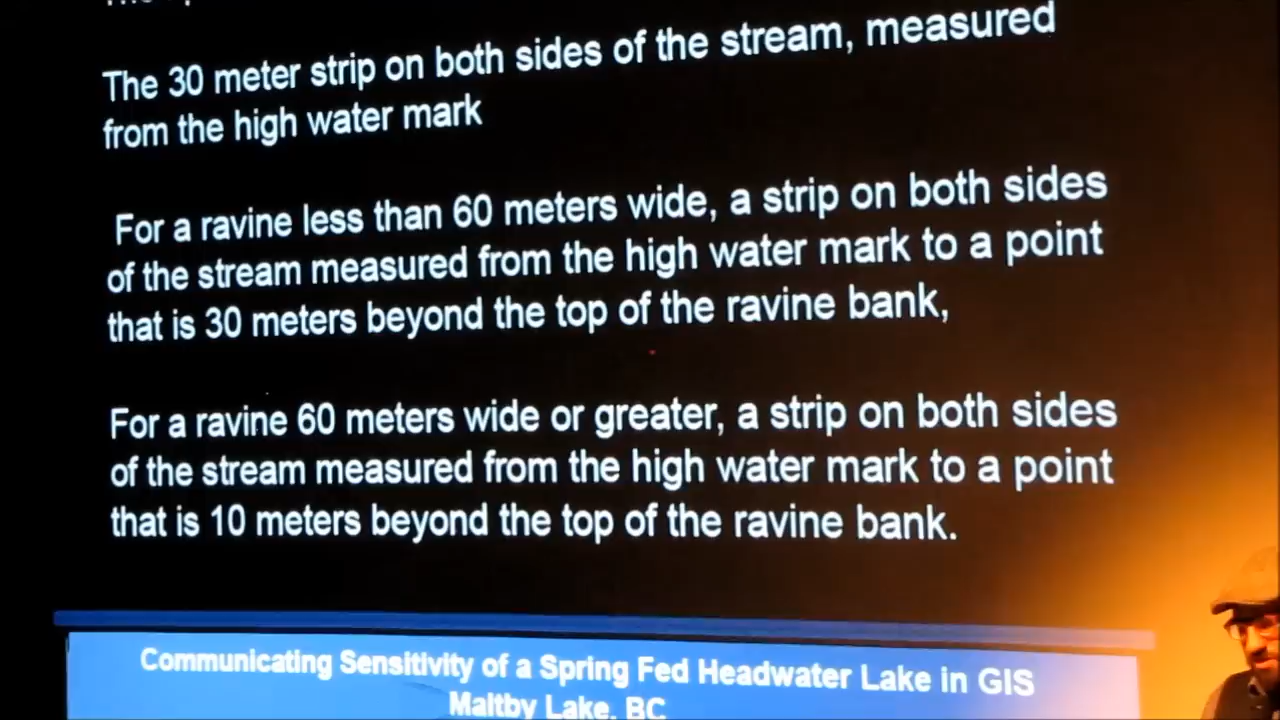 The 30 meter strip on both sides of the stream, measured
from the high water mark
For a ravine less than 60 meters wide, a strip on both sides
of the stream measured from the high water mark to a point
that is 30 meters beyond the top of the ravine bank,
For a ravine 60 meters wide or greater, a strip on both sides
of the stream measured from the high water mark to a point
that is 10 meters beyond the top of the ravine bank.
Communicating Sensitivity of a Spring Fed Headwater Lake in GIS
Maltby Lake, BC